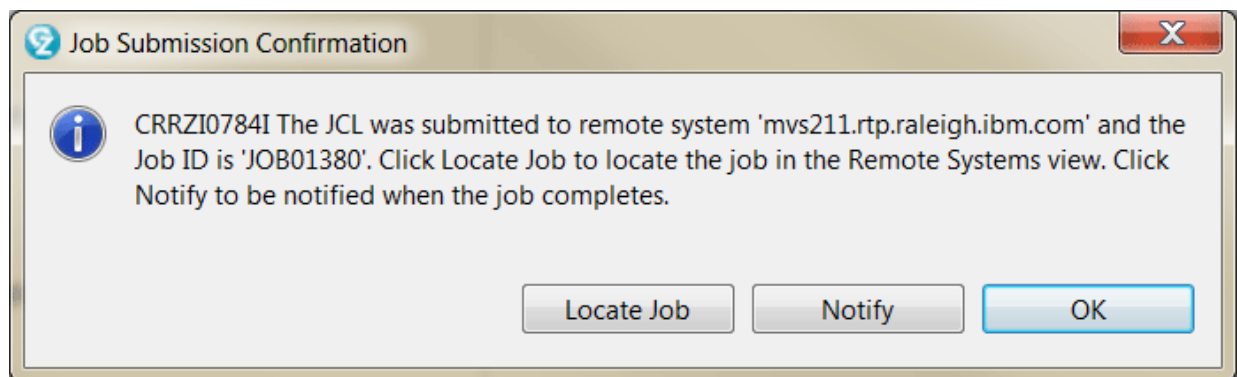 Job Submission Confirmation
CRRZI0784I The JCL was submitted to remote system 'mvs211.rtp.raleigh.ibm.com' and the
Job ID is 'JOB01380'. Click Locate Job to locate the job in the Remote Systems view. Click
Notify to be notified when the job completes.
Locate Job Notify OK